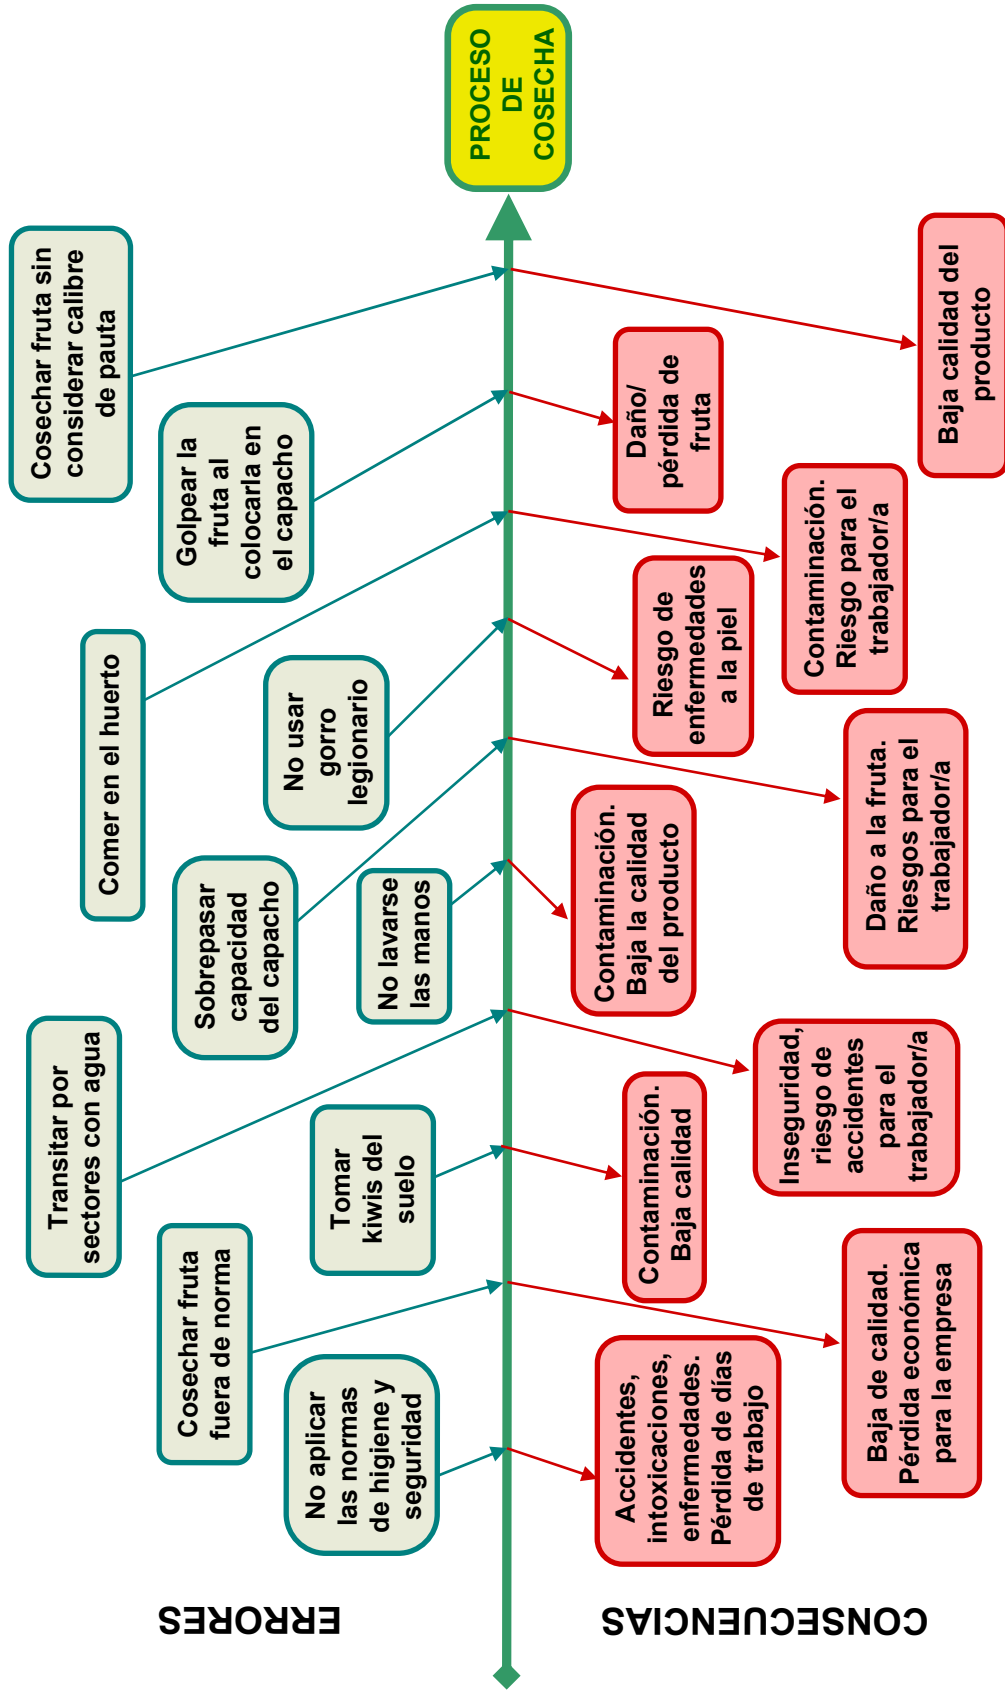 ERRORES
No aplicar
las normas
de higiene y
seguridad
Cosechar fruta
fuera de norma
Tomar
kiwis del
suelo
Transitar por
sectores con agua
No lavarse
las manos
Sobrepasar
capacidad
del capacho
No usar
gorro
legionario
Comer en el huerto
Golpear la
fruta al
colocarla en
el capacho
Cosechar fruta sin
considerar calibre
de pauta
PROCESO
DE
COSECHA
CONSECUENCIAS
Accidentes,
intoxicaciones,
enfermedades.
Pérdida de días
de trabajo
Baja de calidad.
Pérdida económica
para la empresa
Contaminación.
Baja calidad
Inseguridad,
riesgo de
accidentes
para el
trabajador/a
Contaminación.
Baja la calidad
del producto
Daño a la fruta.
Riesgos para el
trabajador/a
Riesgo de
enfermedades
a la piel
Contaminación.
Riesgo para el
trabajador/a
Daño/
pérdida de
fruta
Baja calidad del
producto